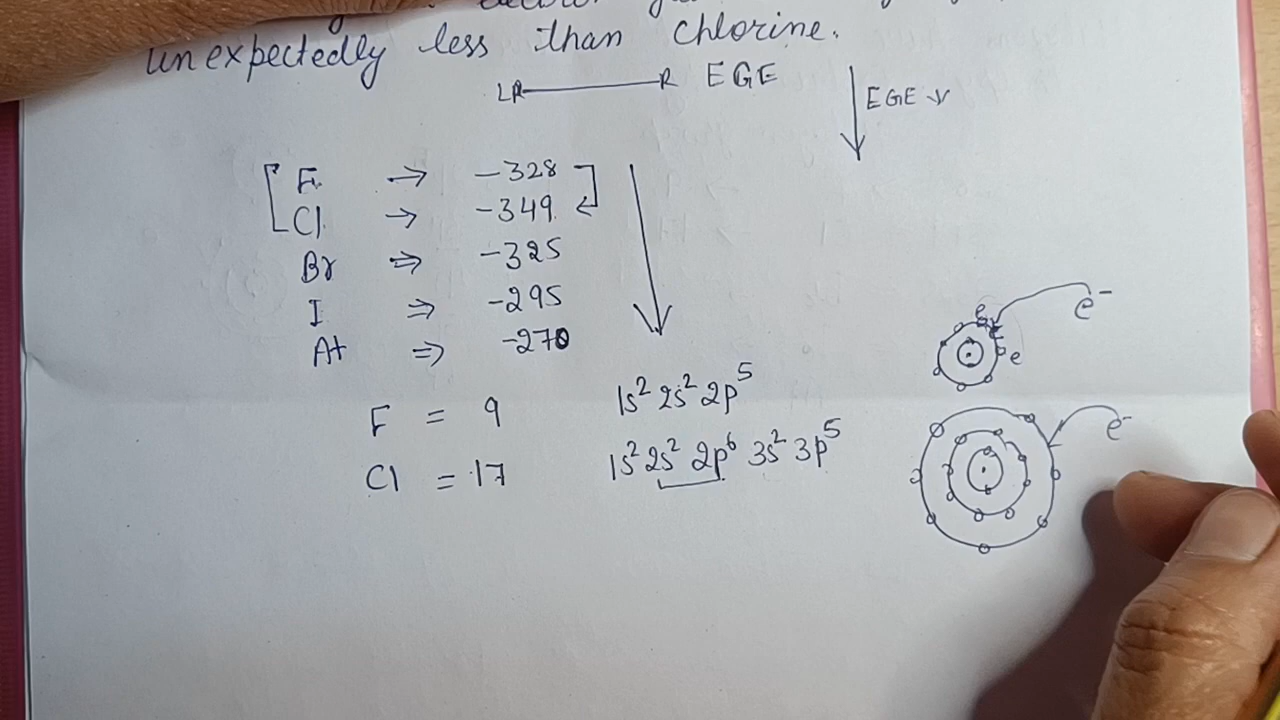 unexpectedly less than chlorine.
LR R EGE
EGE ↓
F → -328
Cl → -349
Br ⇒ -325
I ⇒ -295
At ⇒ -270
F = 9 1s² 2s² 2p⁵
Cl = 17 1s² 2s² 2p⁶ 3s² 3p⁵
e e⁻
e
e⁻